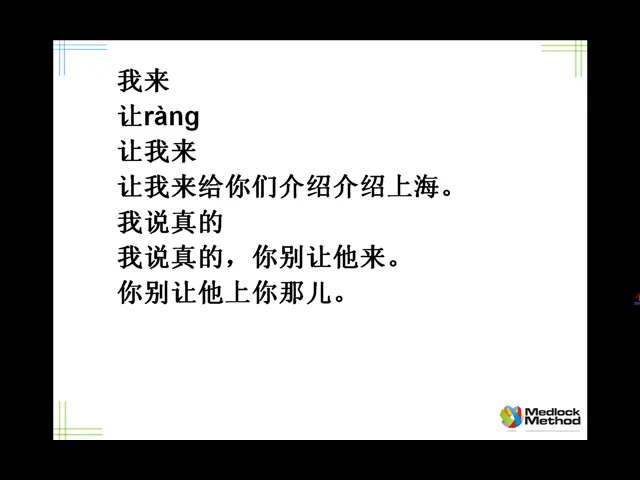 我来
让ràng
让我来
让我来给你们介绍介绍上海。
我说真的
我说真的，你别让他来。
你别让他上你那儿。
Medlock
Method